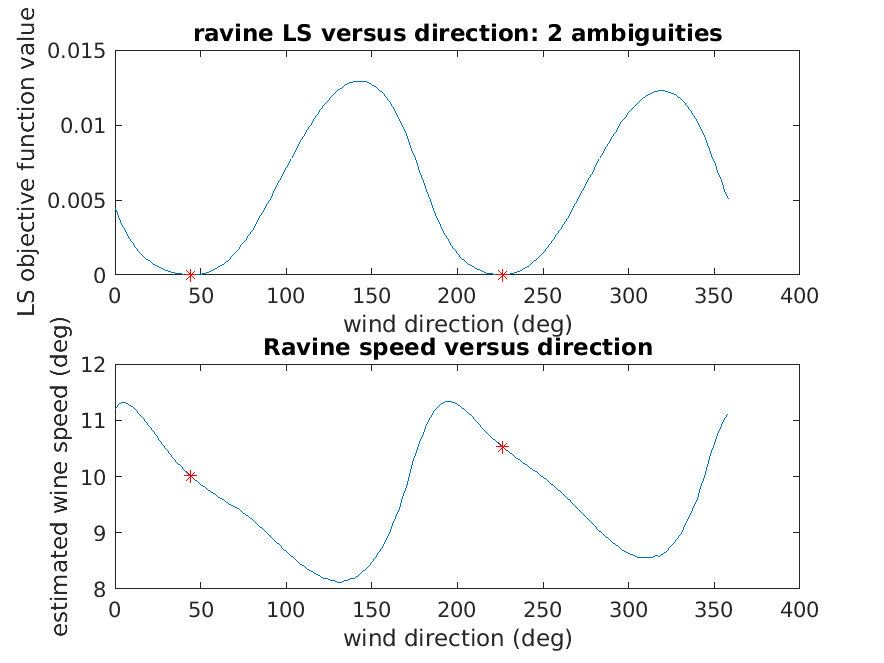 ravine LS versus direction: 2 ambiguities
LS objective function value
0.015
0.01
0.005
0
0 50 100 150 200 250 300 350 400
wind direction (deg)
Ravine speed versus direction
estimated wine speed (deg)
12
11
10
9
8
0 50 100 150 200 250 300 350 400
wind direction (deg)